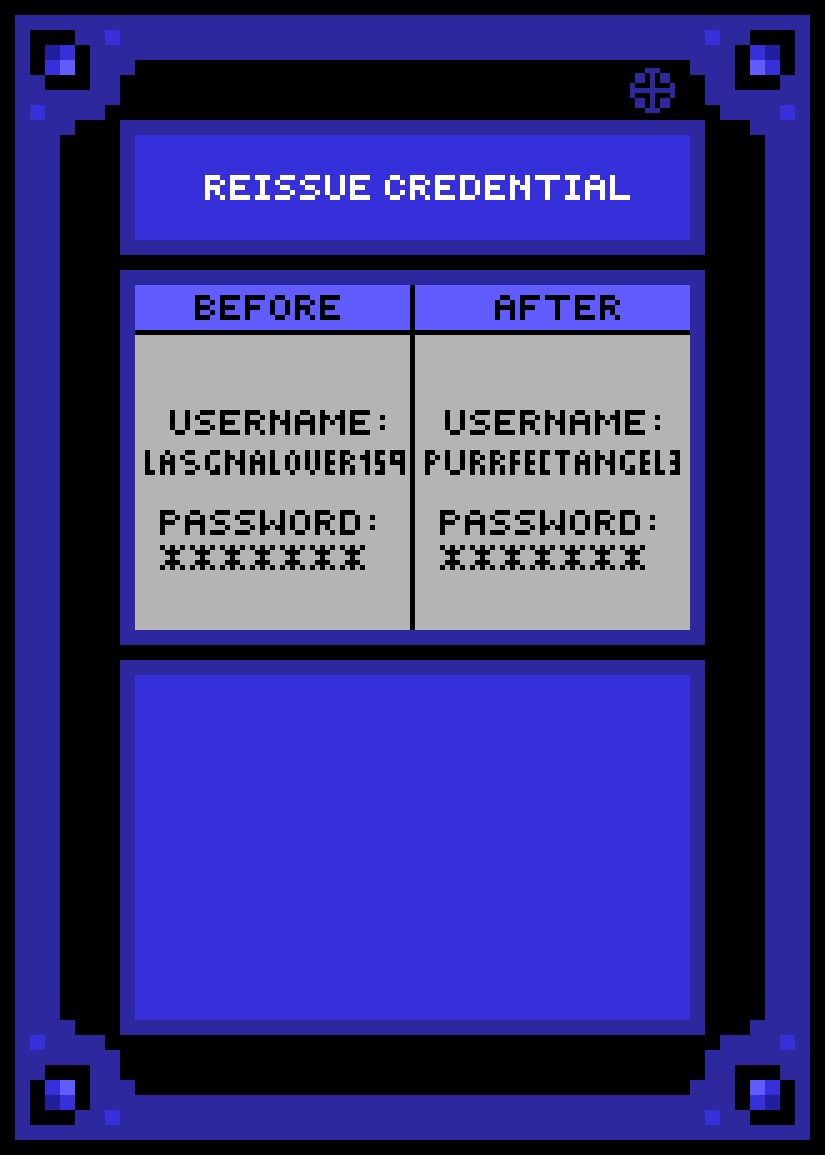 REISSUE CREDENTIAL
BEFORE
AFTER
USERNAME:
LASGNALOVER159
PASSWORD:
*******
USERNAME:
PURRFECTANGEL3
PASSWORD:
*******